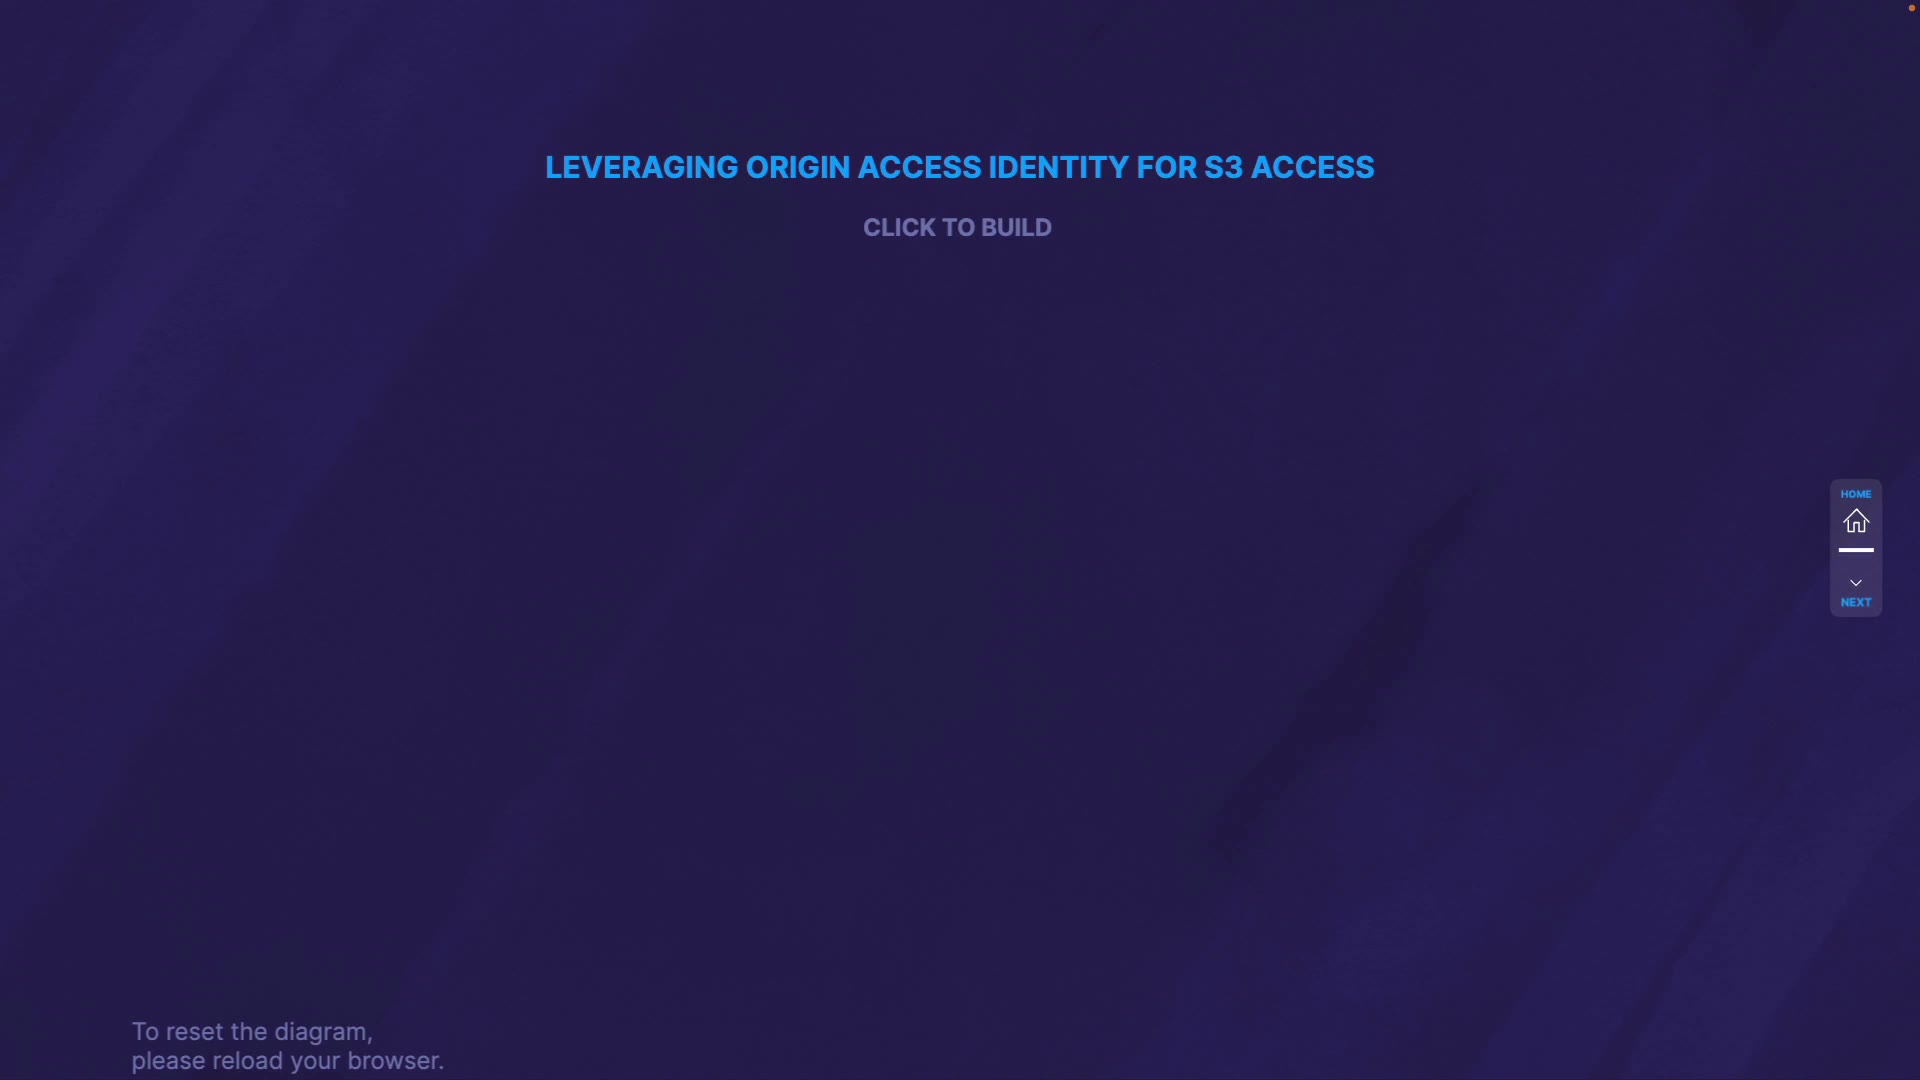 LEVERAGING ORIGIN ACCESS IDENTITY FOR S3 ACCESS
CLICK TO BUILD
HOME
NEXT
To reset the diagram,
please reload your browser.